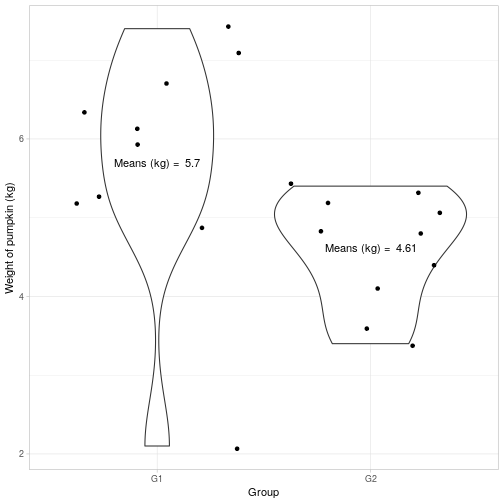 Weight of pumpkin (kg)
6
4
2
Means (kg) =  5.7
Means (kg) =  4.61
G1
G2
Group